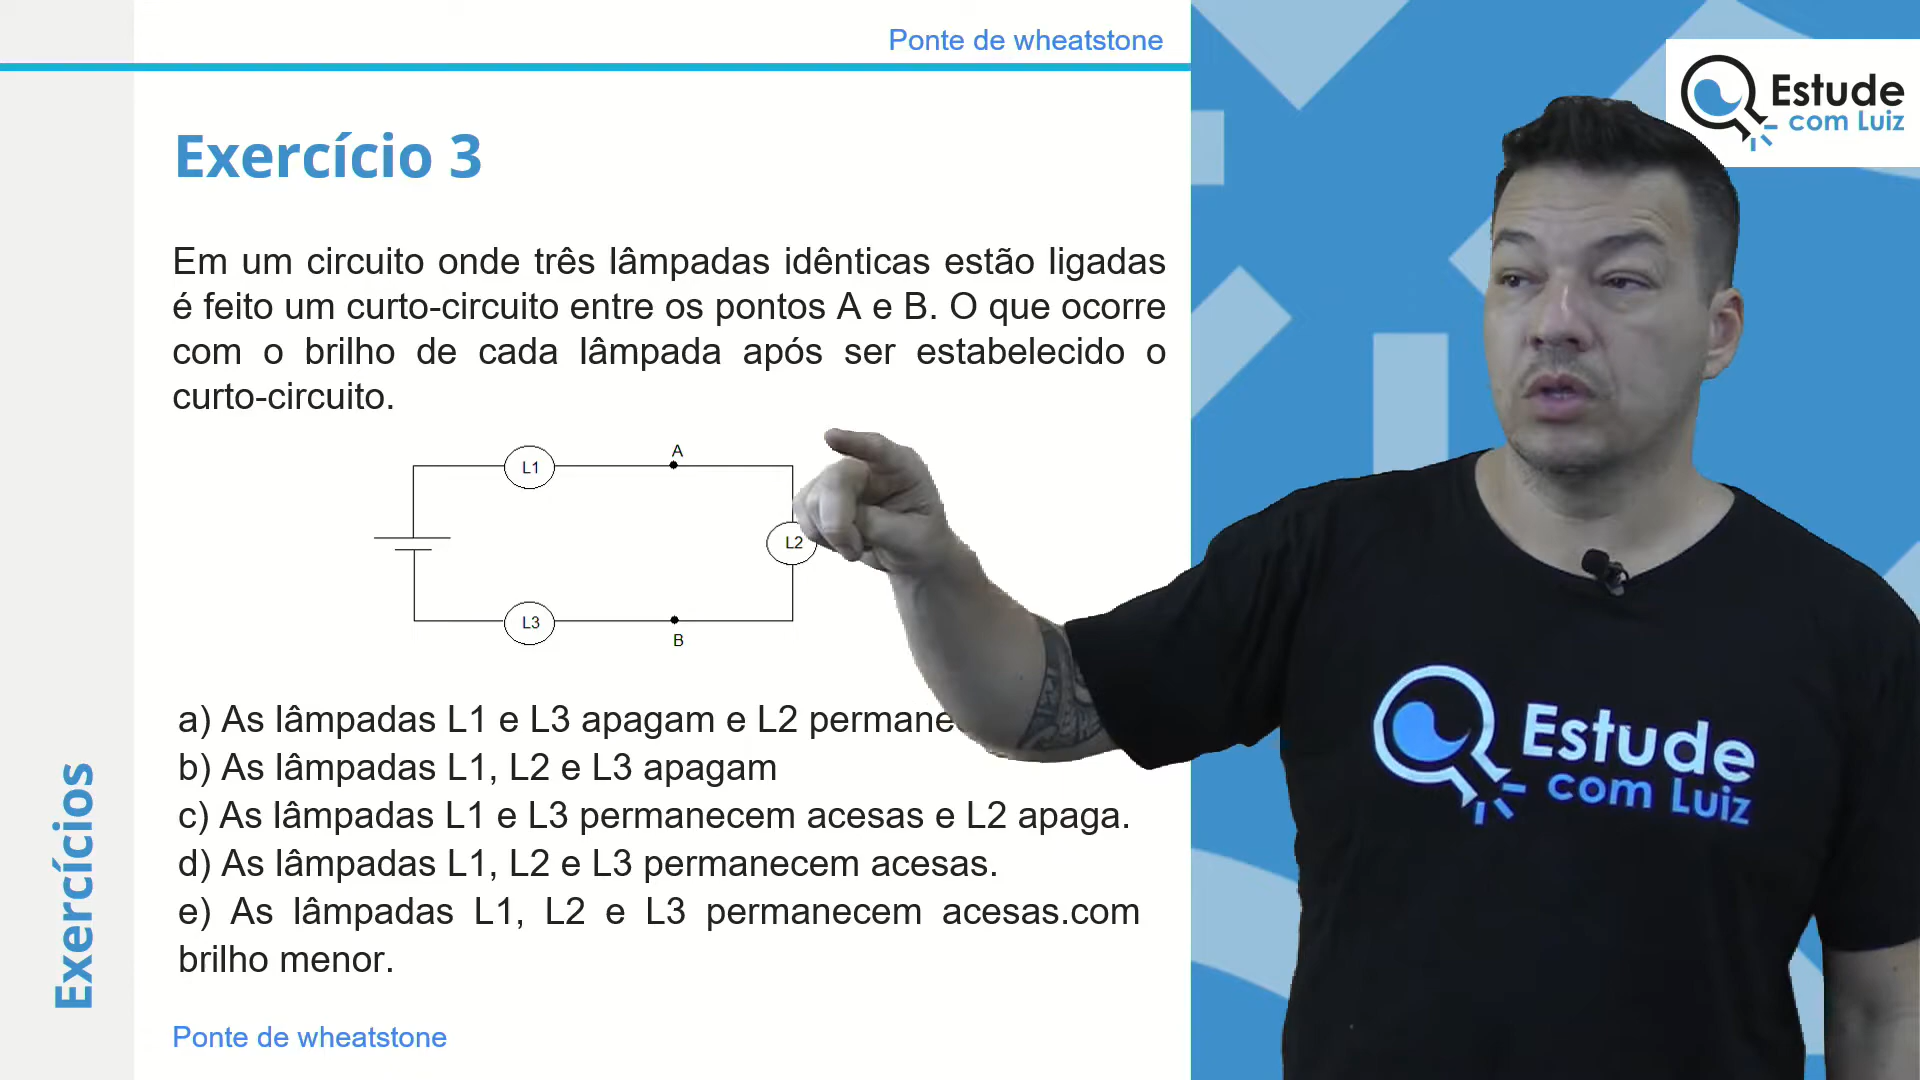 Ponte de wheatstone
Estude
com Luiz
Exercício 3
Em um circuito onde três lâmpadas idênticas estão ligadas
é feito um curto-circuito entre os pontos A e B. O que ocorre
com o brilho de cada lâmpada após ser estabelecido o
curto-circuito.
A
L1
L2
L3
B
a) As lâmpadas L1 e L3 apagam e L2
b) As lâmpadas L1, L2 e L3 apagam
c) As lâmpadas L1 e L3 permanecem acesas e L2 apaga.
d) As lâmpadas L1, L2 e L3 permanecem acesas.
e) As lâmpadas L1, L2 e L3 permanecem acesas.com
brilho menor.
Exercícios
Ponte de wheatstone
Estude
com Luiz